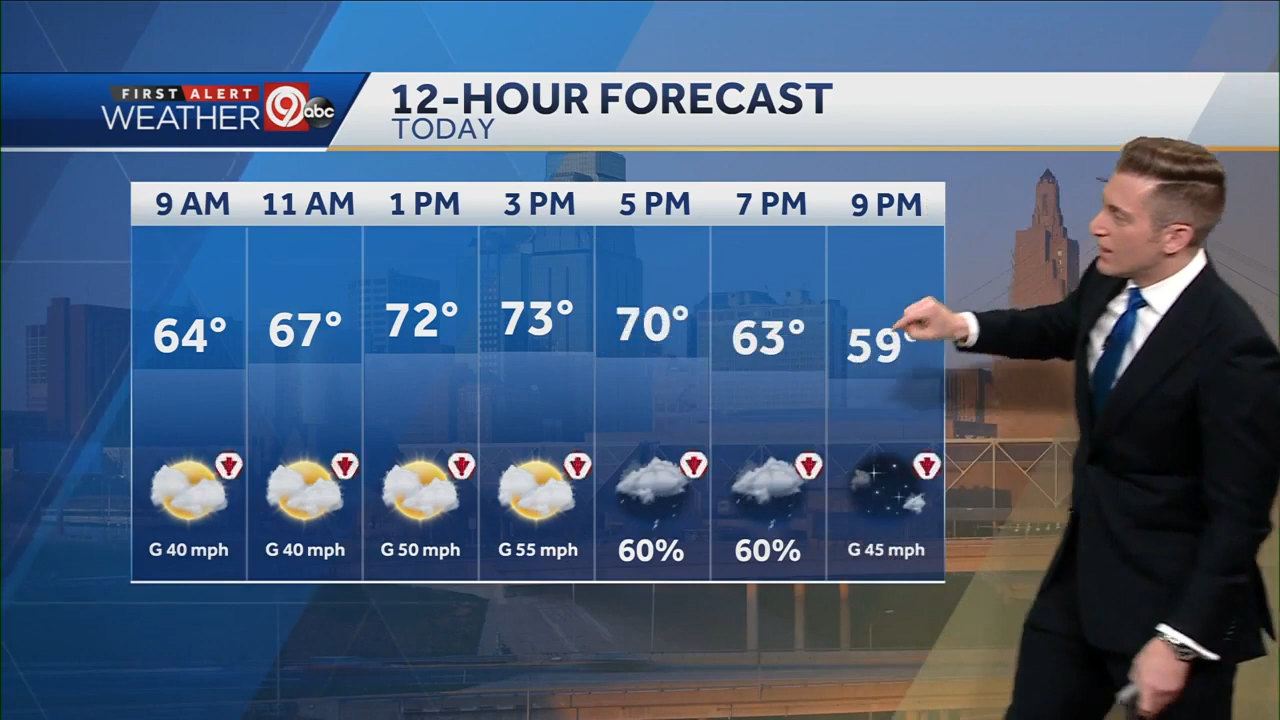 FIRST ALERT
WEATHER 9 abc
12-HOUR FORECAST
TODAY
9 AM 11 AM 1 PM 3 PM 5 PM 7 PM 9 PM
64° 67° 72° 73° 70° 63° 59°
G 40 mph G 40 mph G 50 mph G 55 mph 60% 60% G 45 mph